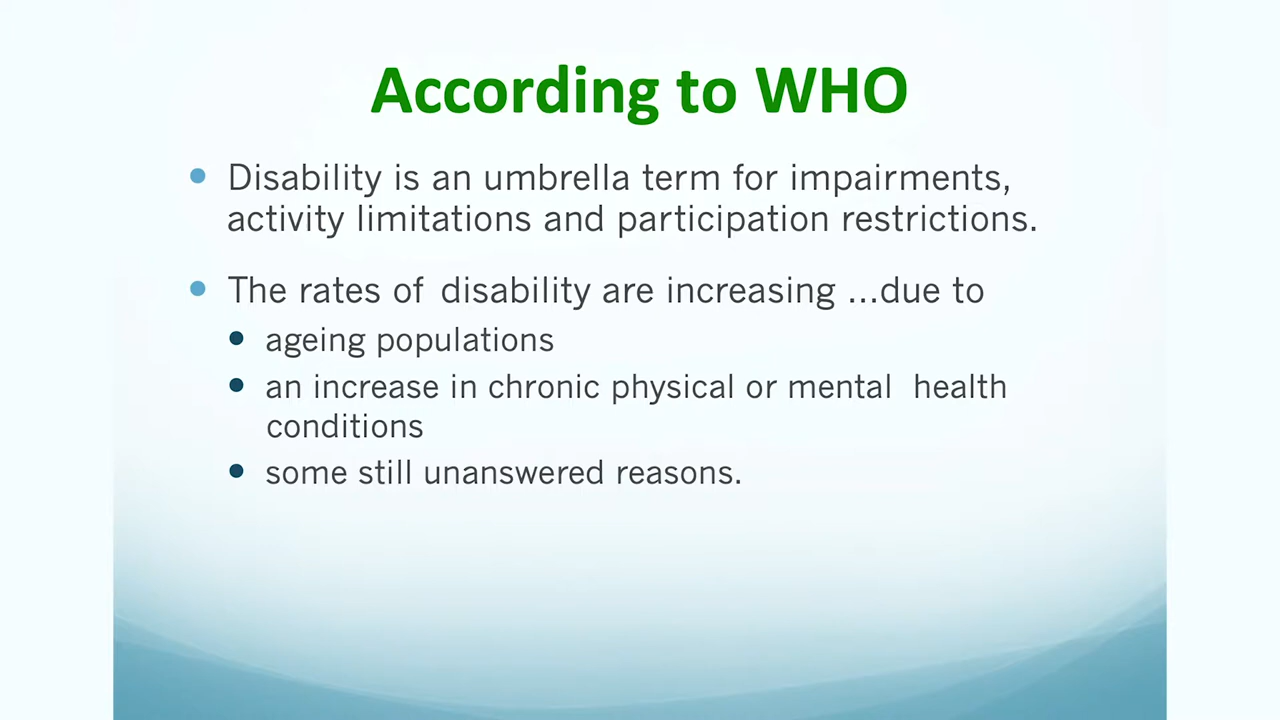 According to WHO
Disability is an umbrella term for impairments,
activity limitations and participation restrictions.
The rates of disability are increasing ...due to
ageing populations
an increase in chronic physical or mental health
conditions
some still unanswered reasons.